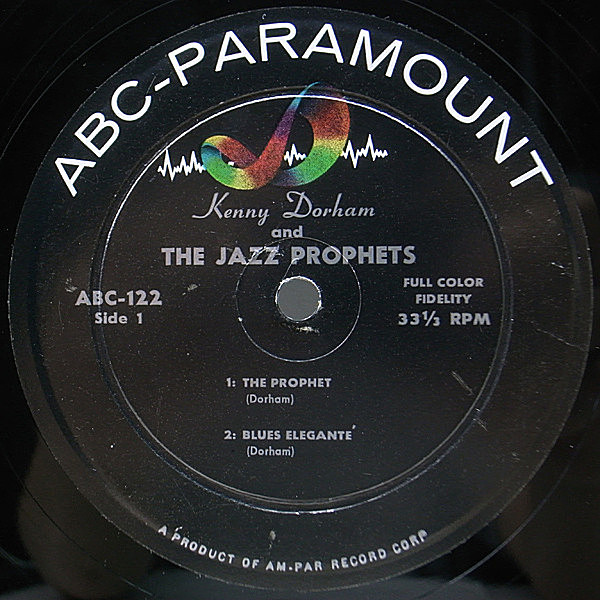 ABC-PARAMOUNT
Kenny Dorham
and
THE JAZZ PROPHETS
ABC-122
Side 1
FULL COLOR
FIDELITY
33⅓ RPM
1: THE PROPHET
(Dorham)
2: BLUES ELEGANTE´
(Dorham)
A PRODUCT OF AM-PAR RECORD CORP